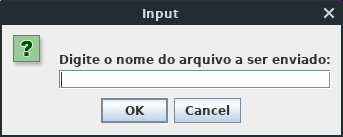 Input
Digite o nome do arquivo a ser enviado:
OK
Cancel